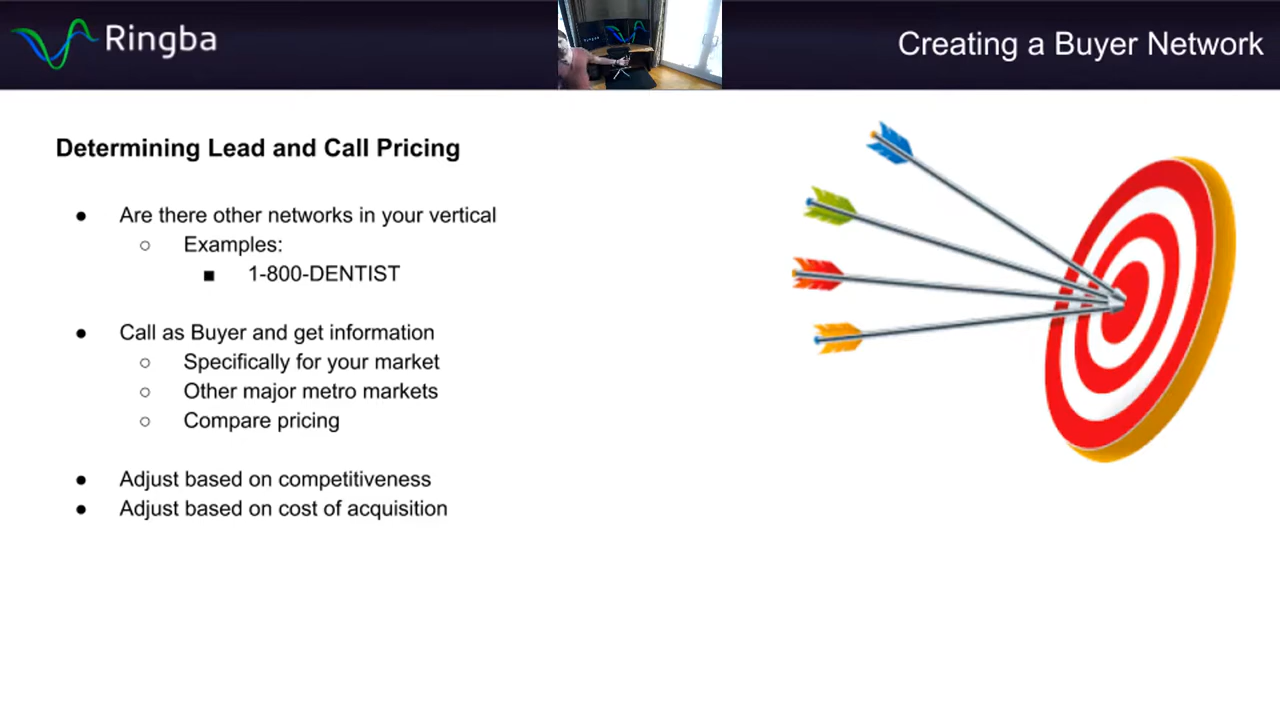 Ringba
Creating a Buyer Network
Determining Lead and Call Pricing
● Are there other networks in your vertical
○ Examples:
■ 1-800-DENTIST
● Call as Buyer and get information
○ Specifically for your market
○ Other major metro markets
○ Compare pricing
● Adjust based on competitiveness
● Adjust based on cost of acquisition